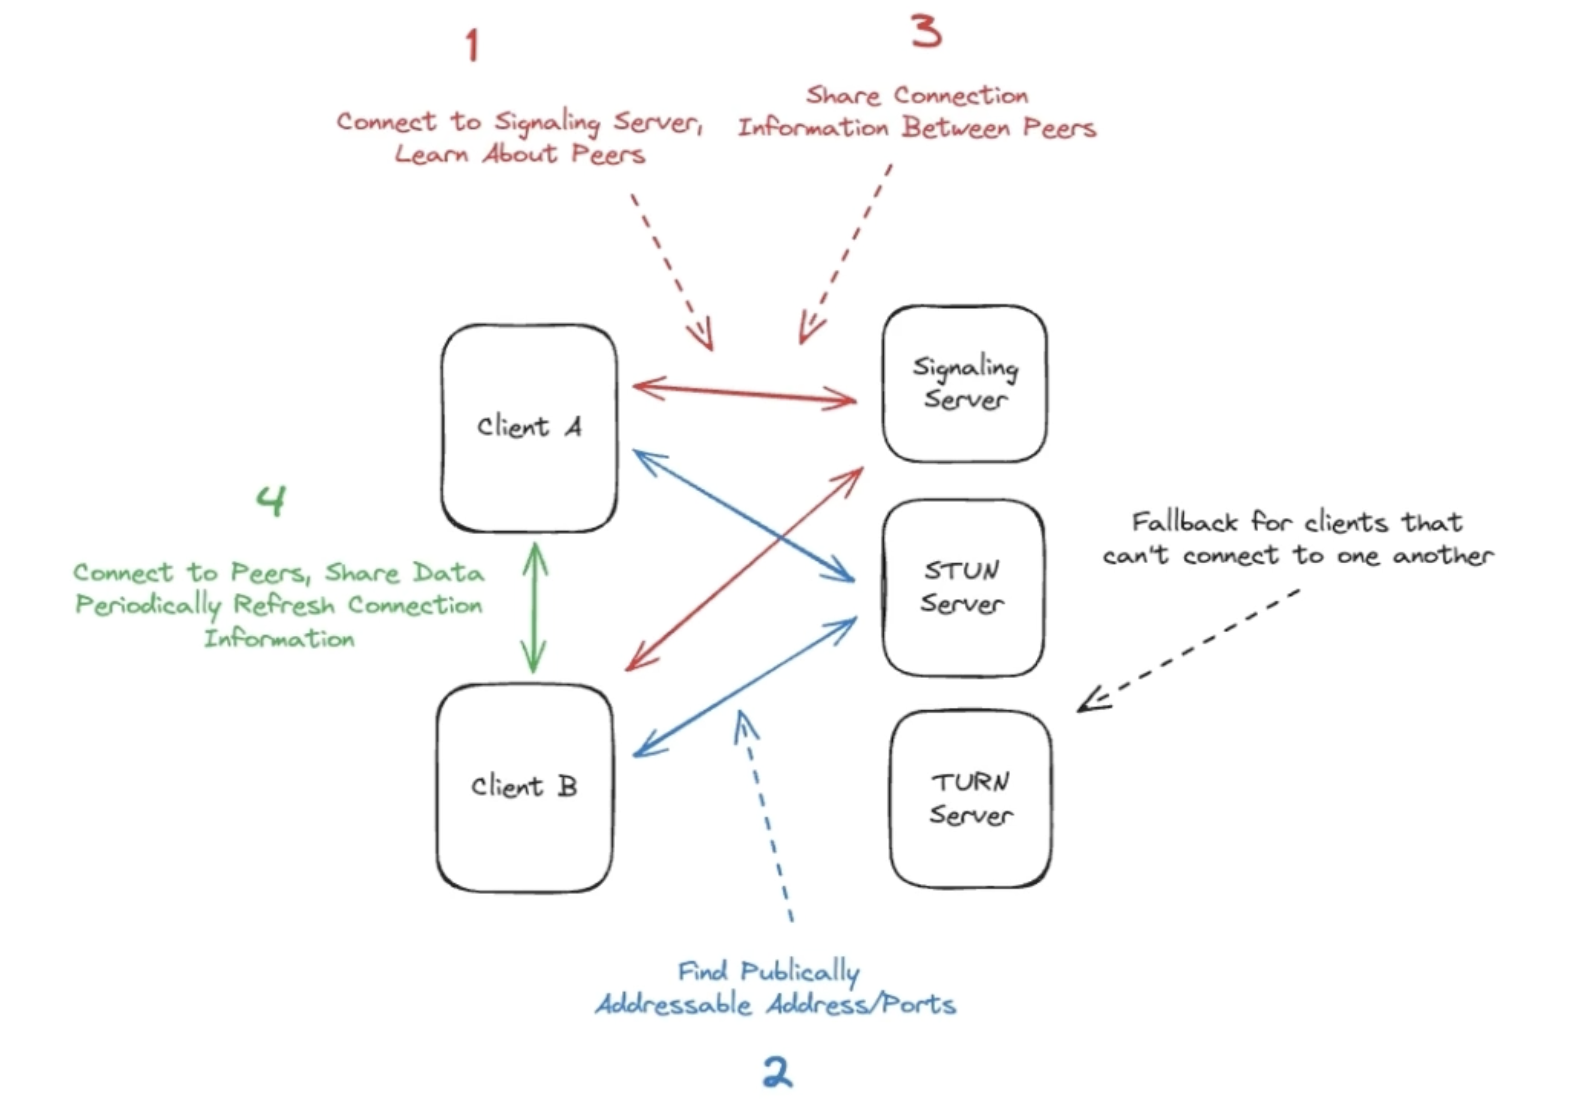 1
Connect to Signaling Server,
Learn About Peers
3
Share Connection
Information Between Peers
Client A
Signaling
Server
4
Connect to Peers, Share Data
Periodically Refresh Connection
Information
STUN
Server
Fallback for clients that
can't connect to one another
Client B
TURN
Server
Find Publically
Addressable Address/Ports
2